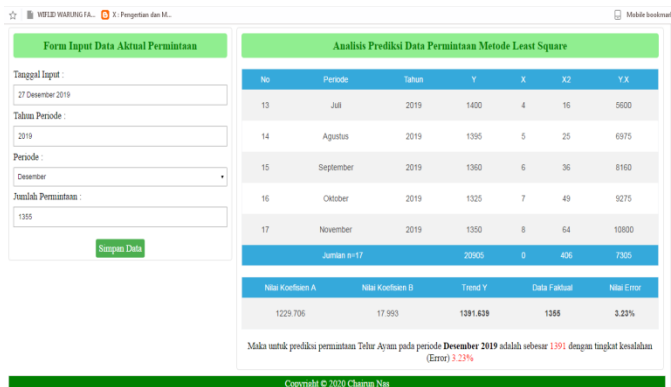 WIFI.ID WARUNG FA... X : Pengertian dan M... Mobile bookmar
Form Input Data Aktual Permintaan
Tanggal Input :
27 Desember 2019
Tahun Periode :
2019
Periode :
Desember
Jumlah Permintaan :
1355
Simpan Data
Analisis Prediksi Data Permintaan Metode Least Square
No Periode Tahun Y X X2 Y.X
13 Juli 2019 1400 4 16 5600
14 Agustus 2019 1395 5 25 6975
15 September 2019 1360 6 36 8160
16 Oktober 2019 1325 7 49 9275
17 November 2019 1350 8 64 10800
Jumlah n=17 20905 0 406 7305
Nilai Koefisien A Nilai Koefisien B Trend Y Data Faktual Nilai Error
1229.706 17.993 1391.639 1355 3.23%
Maka untuk prediksi permintaan Telur Ayam pada periode Desember 2019 adalah sebesar 1391 dengan tingkat kesalahan
(Error) 3.23%
Copyright © 2020 Chairun Nas